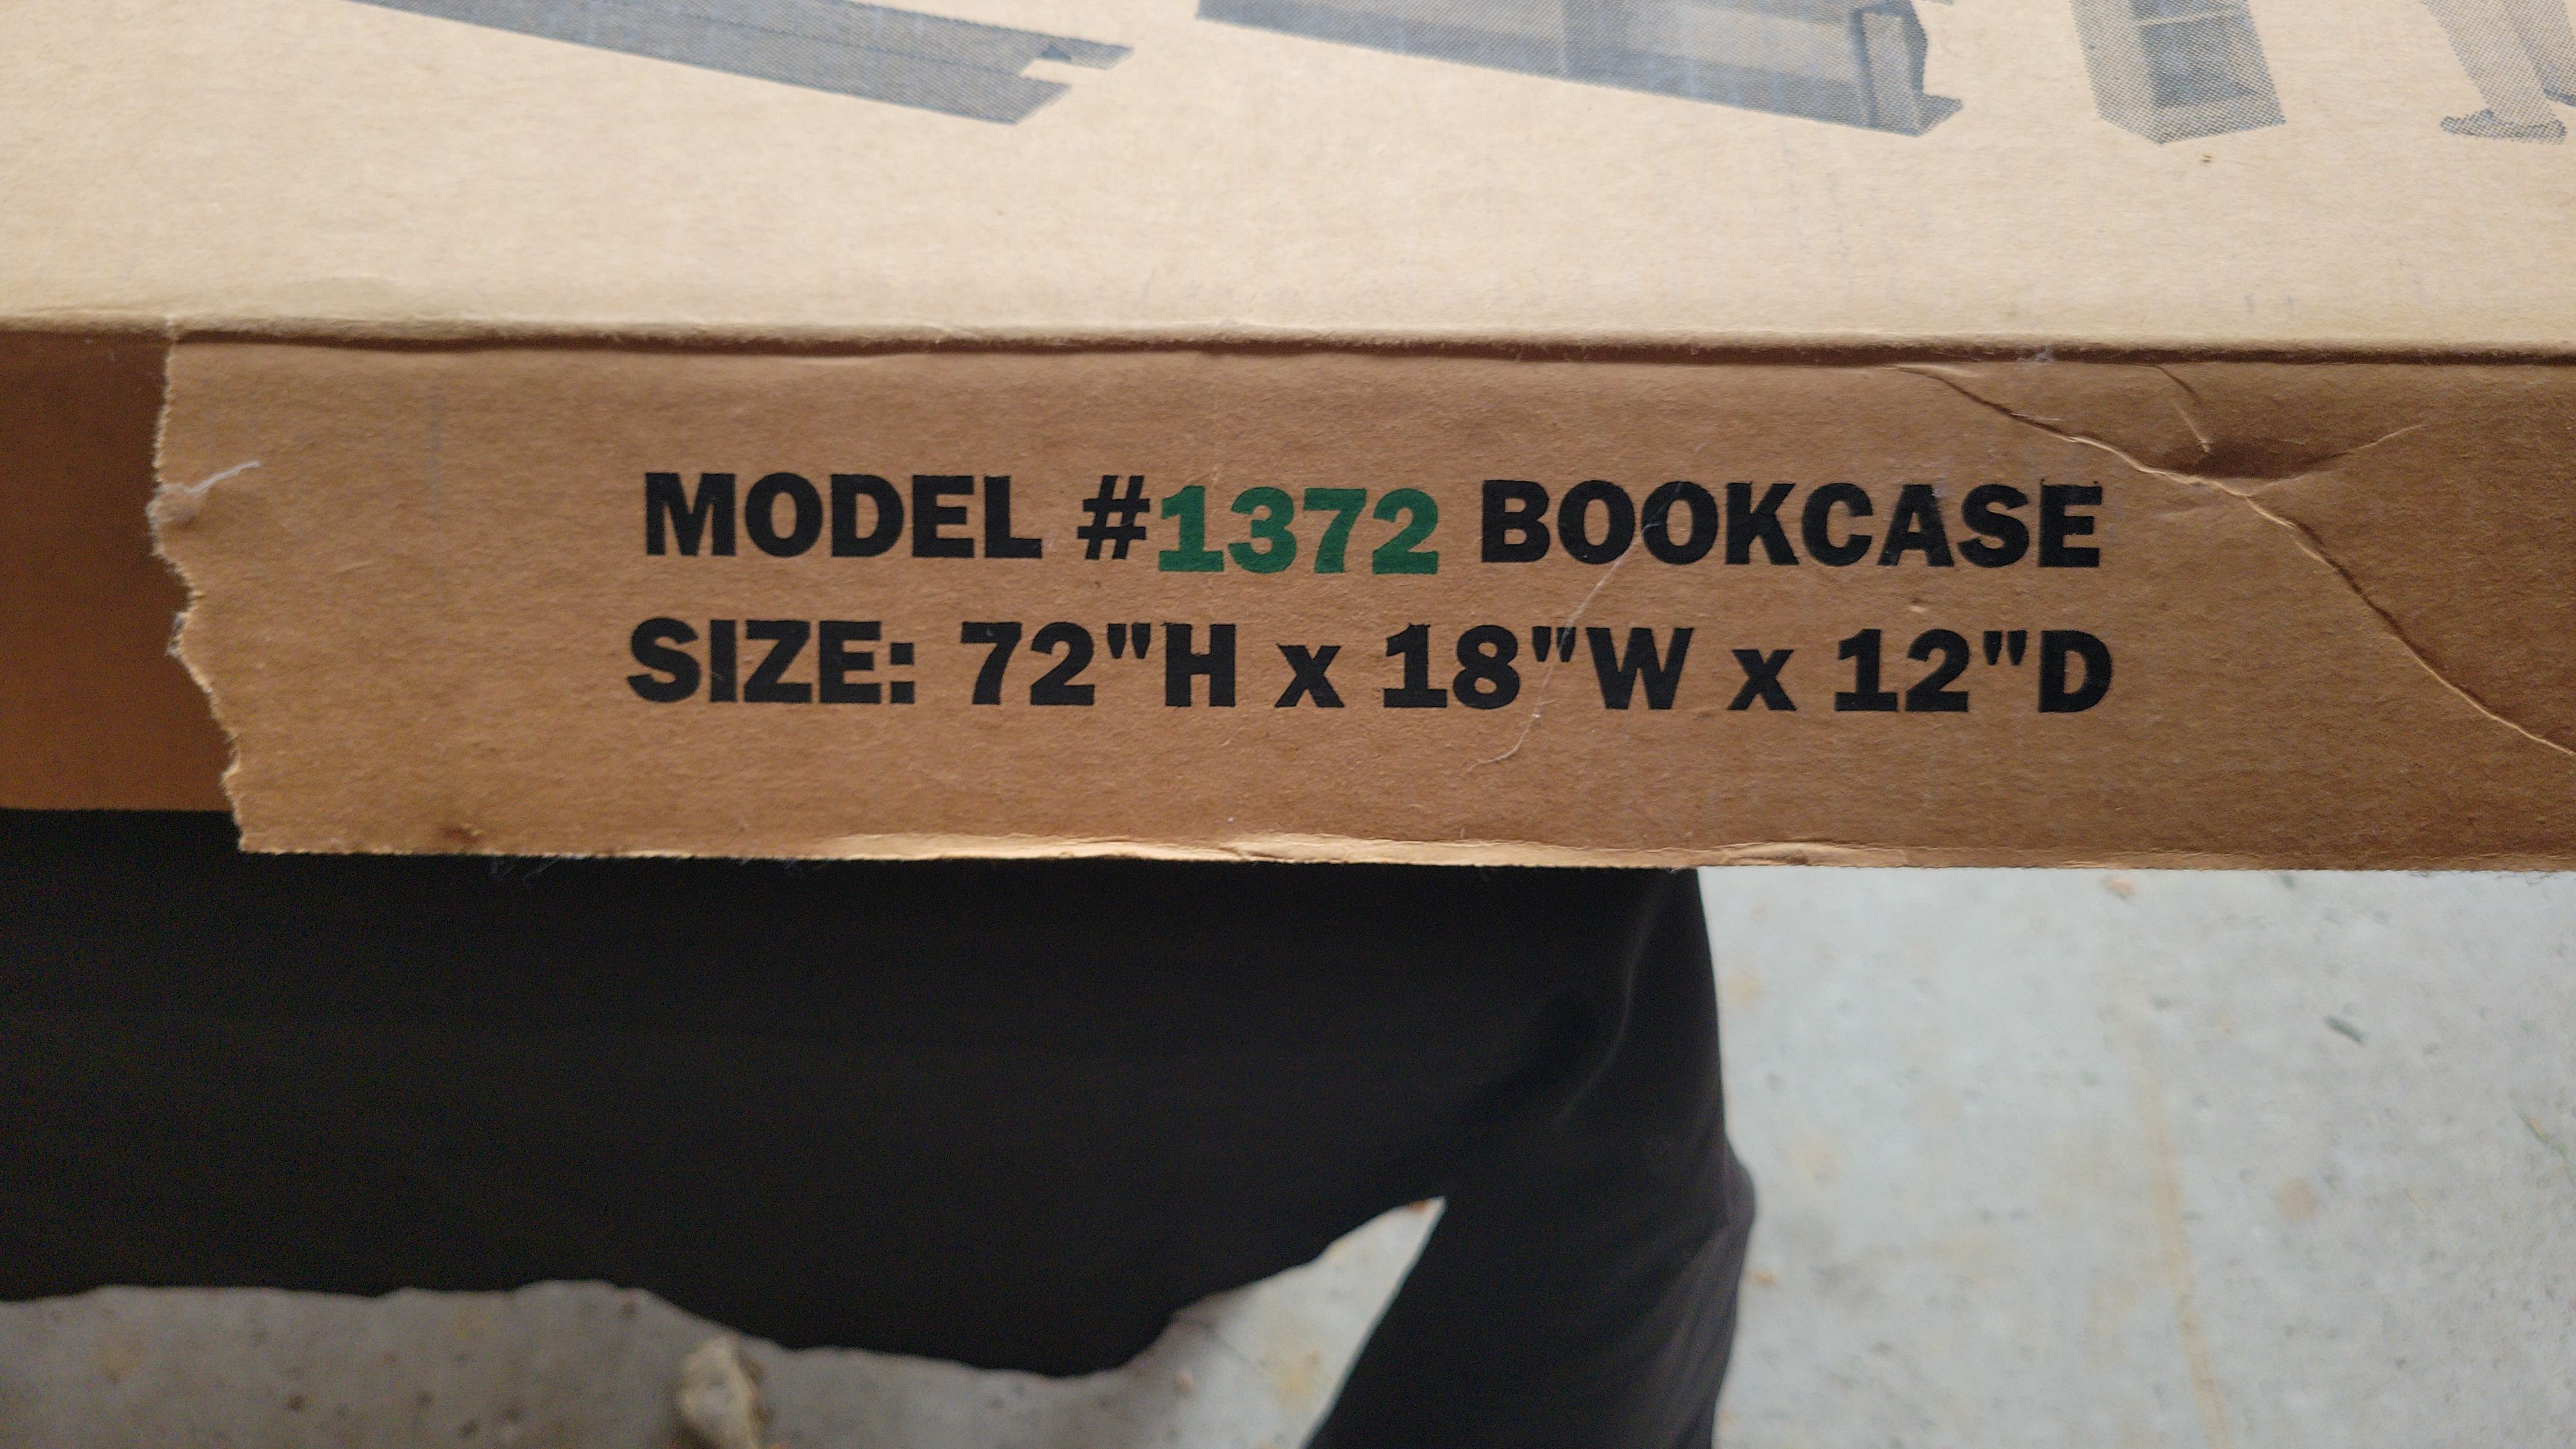 MODEL #1372 BOOKCASE
SIZE: 72"H x 18"W x 12"D